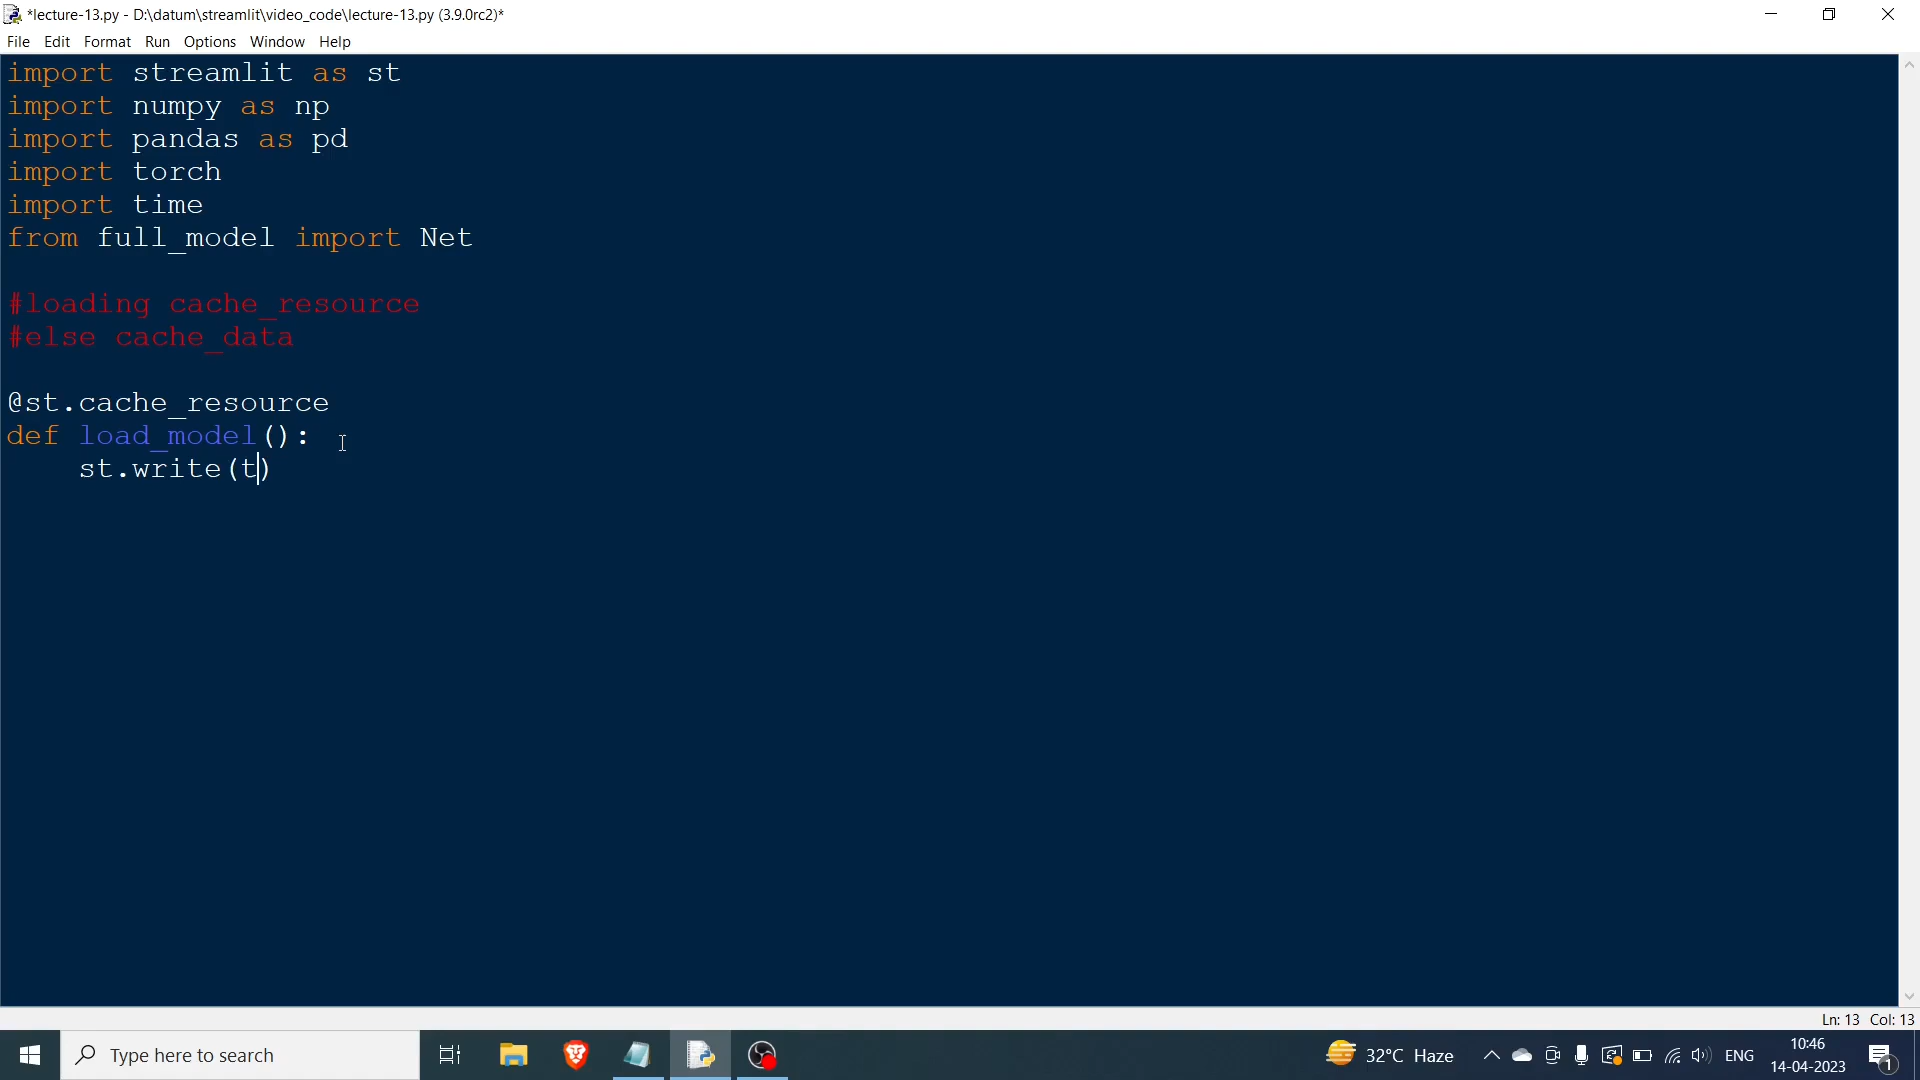 *lecture-13.py - D:\datum\streamlit\video_code\lecture-13.py (3.9.0rc2)*
File Edit Format Run Options Window Help
import streamlit as st
import numpy as np
import pandas as pd
import torch
import time
from full_model import Net
#loading cache_resource
#else cache_data
@st.cache_resource
def load_model():
    st.write(t)
Ln: 13 Col: 13
Type here to search
32°C Haze
ENG
10:46
14-04-2023
1